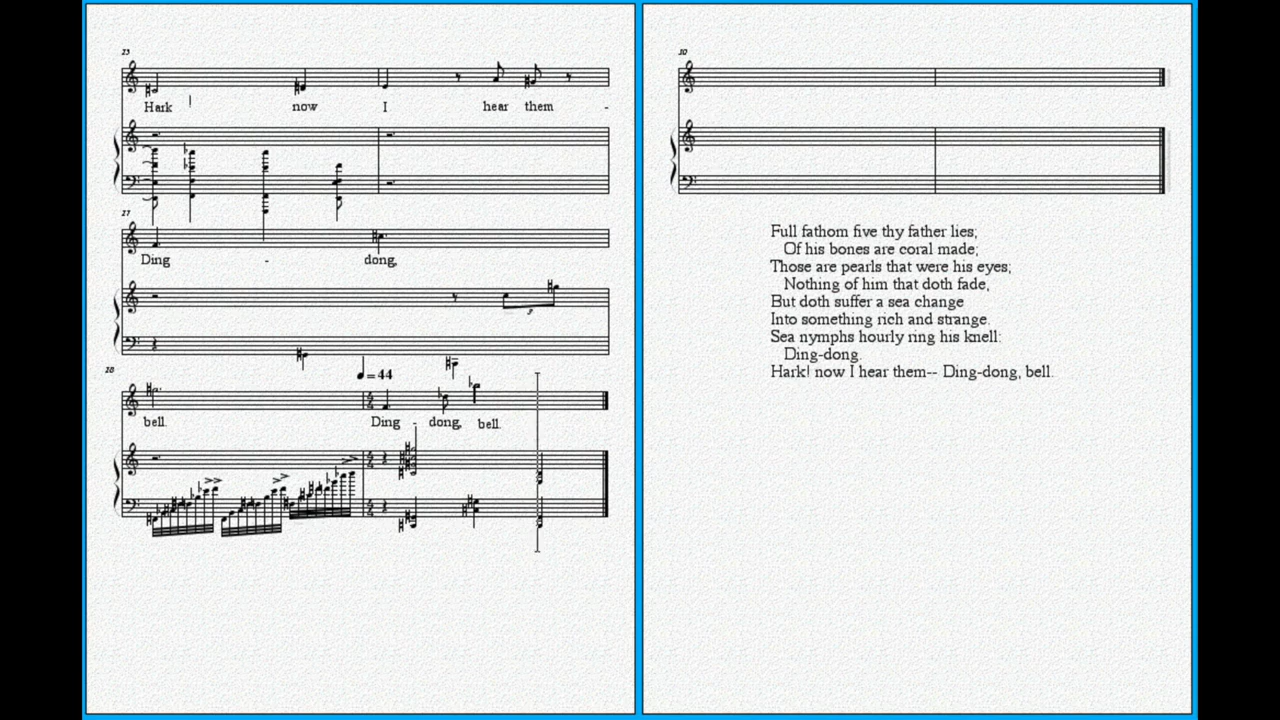 25
Hark ! now I hear them -
27
Ding - dong,
3
28
♩ = 44
bell. Ding - dong, bell.
30
Full fathom five thy father lies;
Of his bones are coral made;
Those are pearls that were his eyes;
Nothing of him that doth fade,
But doth suffer a sea change
Into something rich and strange.
Sea nymphs hourly ring his knell:
Ding-dong.
Hark! now I hear them-- Ding-dong, bell.